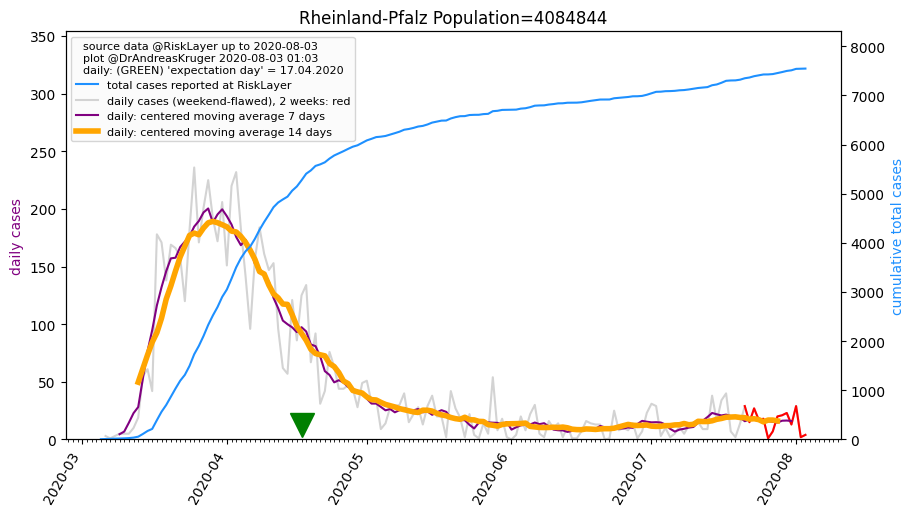 Rheinland-Pfalz Population=4084844
source data @RiskLayer up to 2020-08-03
plot @DrAndreasKruger 2020-08-03 01:03
daily: (GREEN) 'expectation day' = 17.04.2020
total cases reported at RiskLayer
daily cases (weekend-flawed), 2 weeks: red
daily: centered moving average 7 days
daily: centered moving average 14 days
daily cases
350
300
250
200
150
100
50
0
cumulative total cases
8000
7000
6000
5000
4000
3000
2000
1000
0
2020-03
2020-04
2020-05
2020-06
2020-07
2020-08